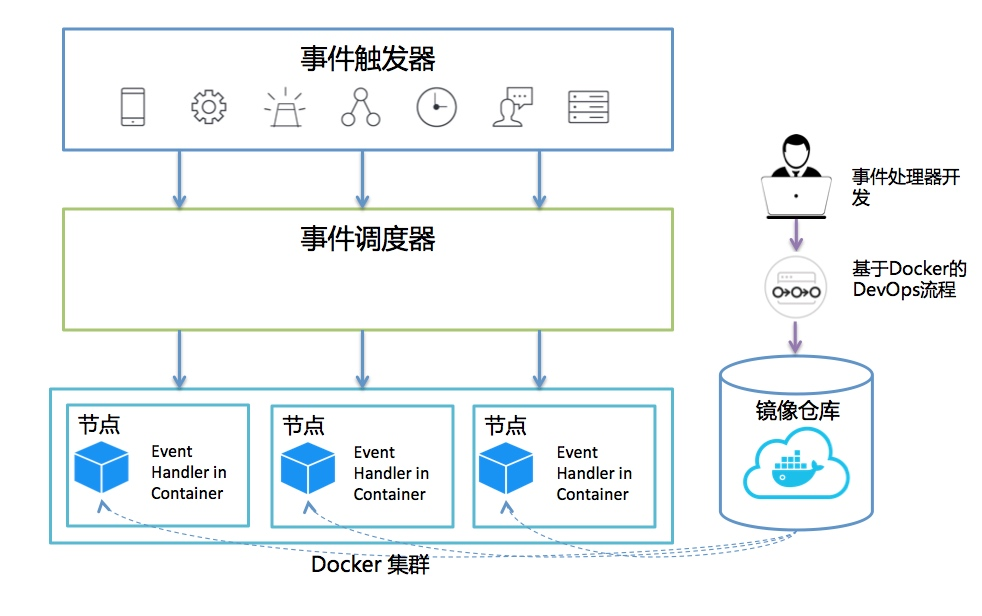 事件触发器
事件处理器开
发
事件调度器
基于Docker的
DevOps流程
镜像仓库
节点
Event
Handler in
Container
节点
Event
Handler in
Container
节点
Event
Handler in
Container
Docker 集群